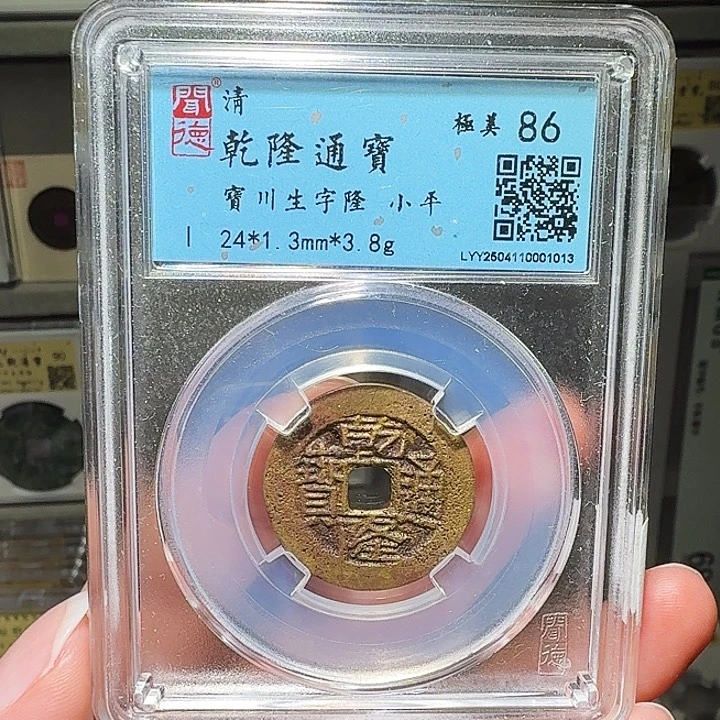 聞德®
清
乾隆通寶
極美 86
寶川生字隆 小平
| 24*1.3mm*3.8g
LYY2504110001013
乾隆通寶
聞德